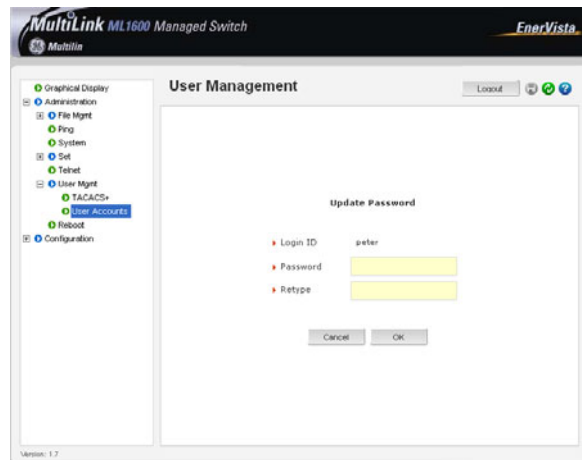 MultiLink ML1600 Managed Switch
EnerVista
Multilin
Graphical Display
Administration
File Mgmt
Ping
System
Set
Telnet
User Mgmt
TACACS+
User Accounts
Reboot
Configuration
User Management
Logout
Update Password
Login ID peter
Password
Retype
Cancel OK
Version: 1.7